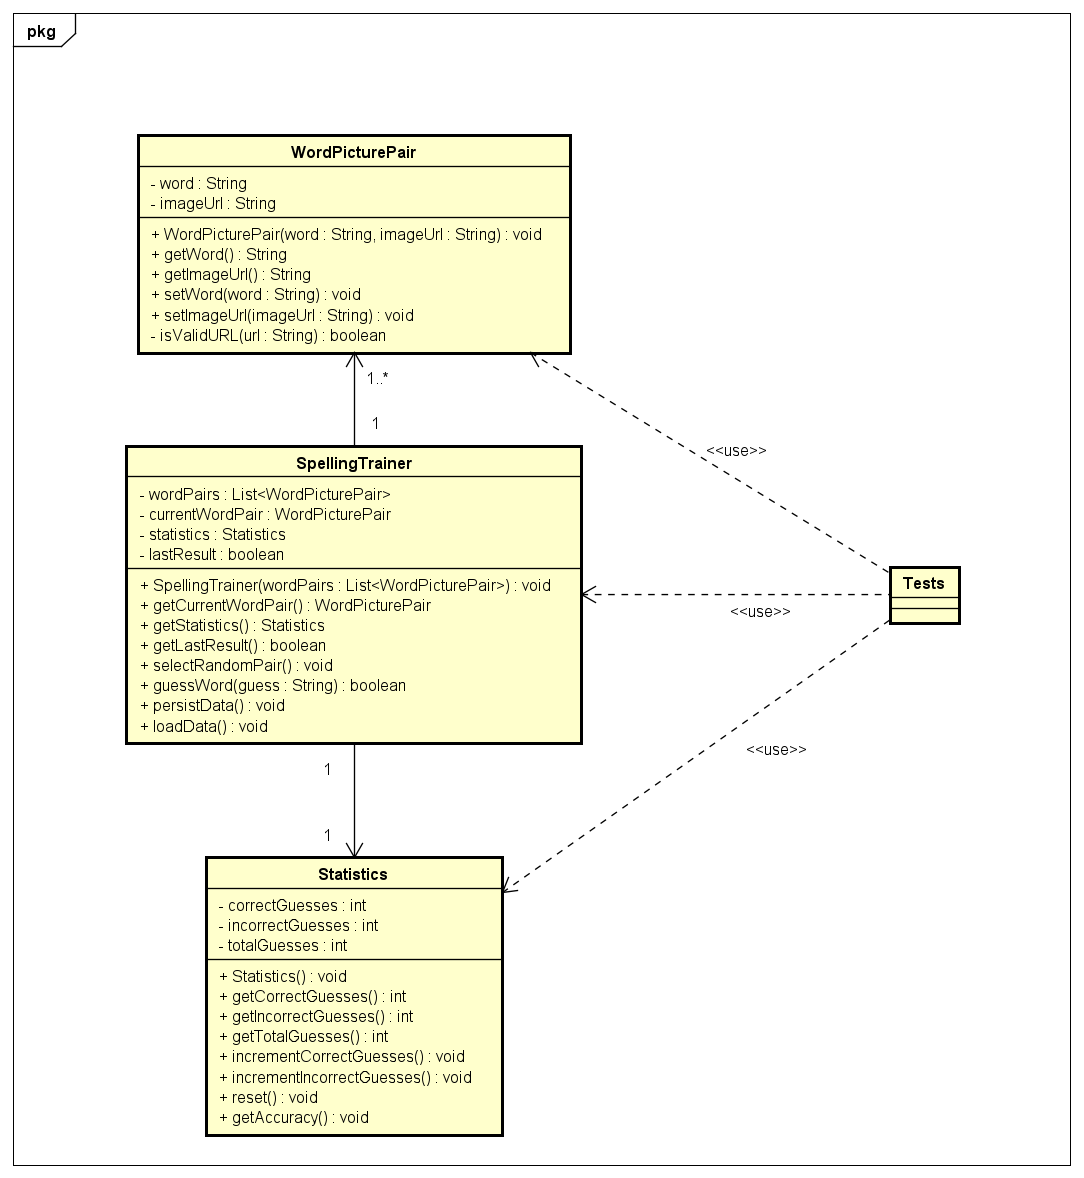 pkg
WordPicturePair
- word : String
- imageUrl : String
+ WordPicturePair(word : String, imageUrl : String) : void
+ getWord() : String
+ getImageUrl() : String
+ setWord(word : String) : void
+ setImageUrl(imageUrl : String) : void
- isValidURL(url : String) : boolean
1..*
1
<<use>>
SpellingTrainer
- wordPairs : List<WordPicturePair>
- currentWordPair : WordPicturePair
- statistics : Statistics
- lastResult : boolean
+ SpellingTrainer(wordPairs : List<WordPicturePair>) : void
+ getCurrentWordPair() : WordPicturePair
+ getStatistics() : Statistics
+ getLastResult() : boolean
+ selectRandomPair() : void
+ guessWord(guess : String) : boolean
+ persistData() : void
+ loadData() : void
Tests
<<use>>
<<use>>
1
1
Statistics
- correctGuesses : int
- incorrectGuesses : int
- totalGuesses : int
+ Statistics() : void
+ getCorrectGuesses() : int
+ getIncorrectGuesses() : int
+ getTotalGuesses() : int
+ incrementCorrectGuesses() : void
+ incrementIncorrectGuesses() : void
+ reset() : void
+ getAccuracy() : void